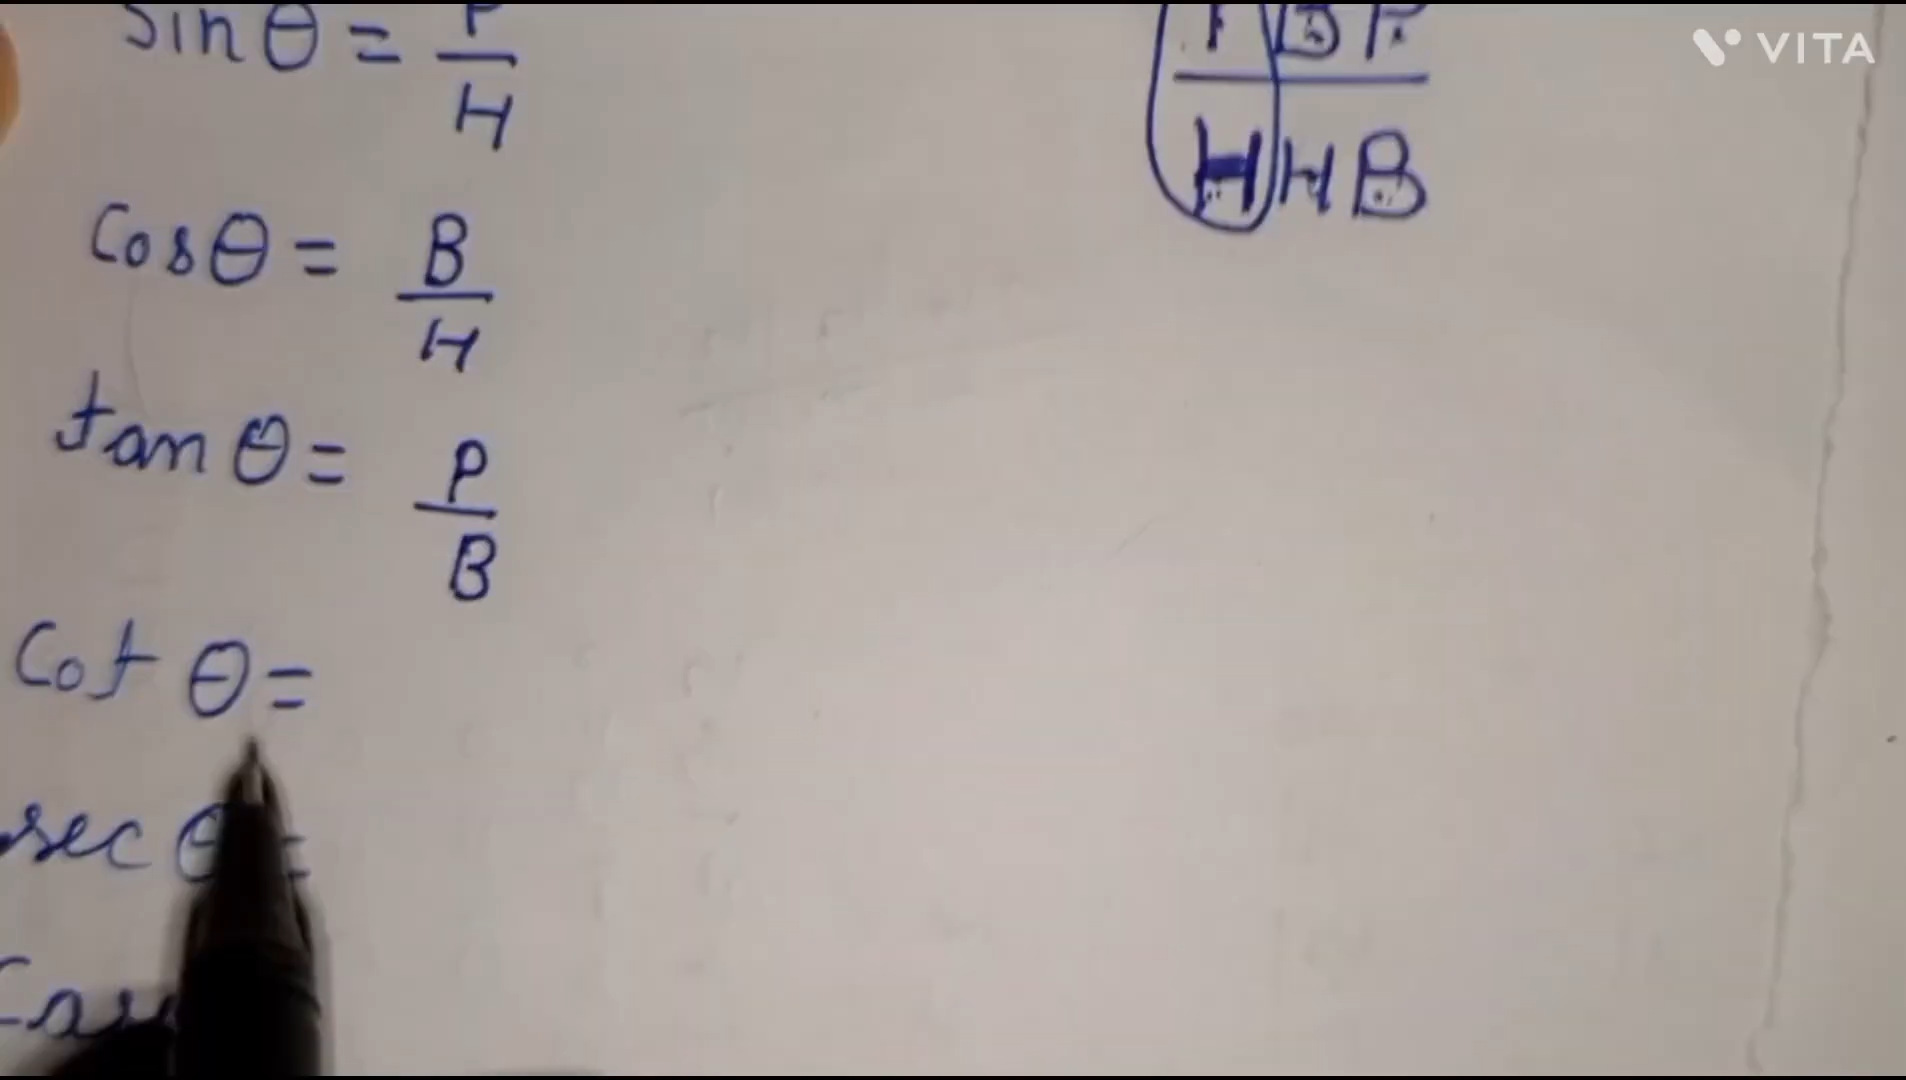 sin θ = P/H
P B P
H H B
VITA
Cos θ = B/H
tan θ = P/B
Cot θ =
sec θ =